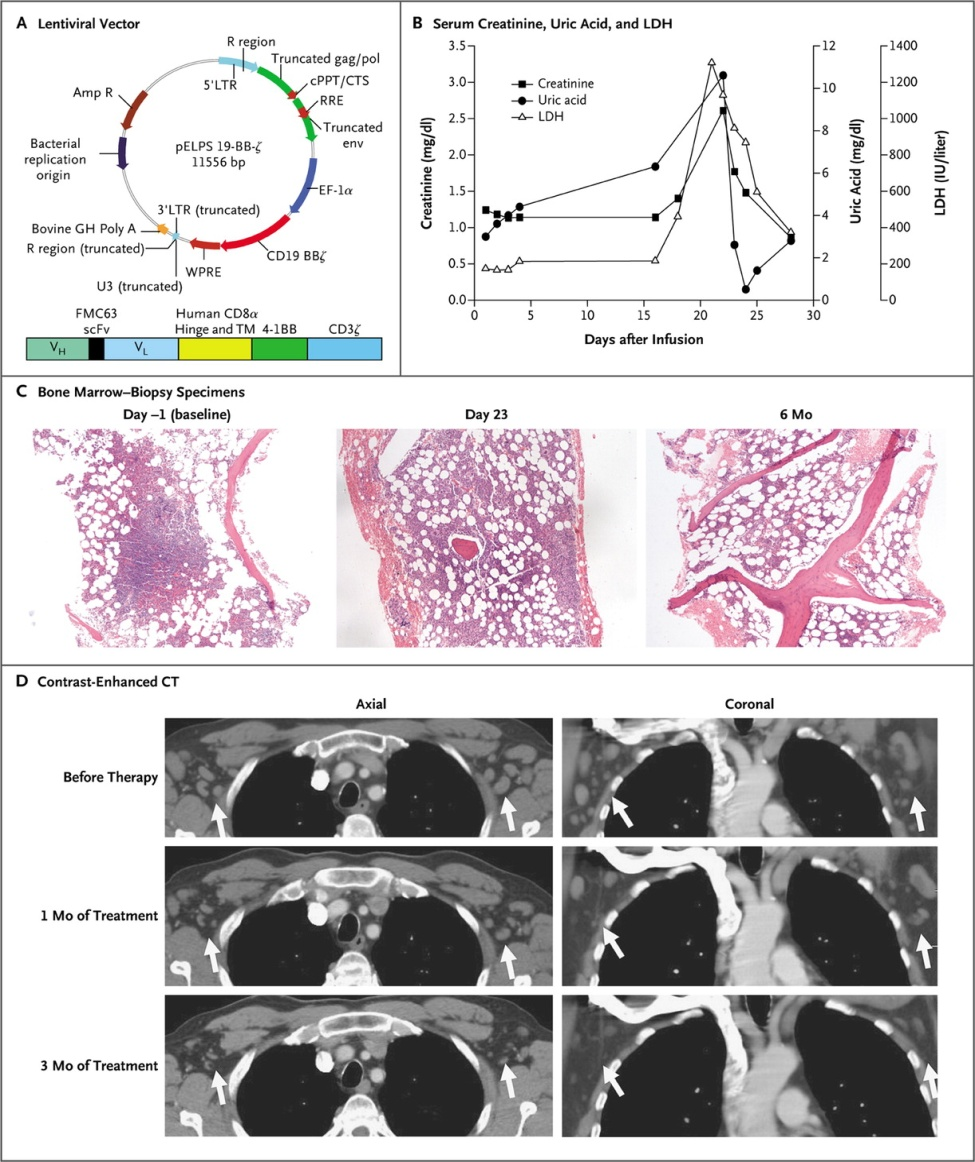 A Lentiviral Vector
R region
Truncated gag/pol
5'LTR
cPPT/CTS
RRE
Truncated
env
Amp R
Bacterial
replication
origin
pELPS 19-BB-ζ
11556 bp
EF-1α
3'LTR (truncated)
Bovine GH Poly A
R region (truncated)
CD19 BBζ
WPRE
U3 (truncated)
FMC63
scFv
Human CD8α
Hinge and TM
4-1BB
CD3ζ
VH
VL
B Serum Creatinine, Uric Acid, and LDH
3.5
3.0
2.5
2.0
1.5
1.0
0.5
0.0
Creatinine (mg/dl)
Creatinine
Uric acid
LDH
12
10
8
6
4
2
0
Uric Acid (mg/dl)
1400
1200
1000
800
600
400
200
0
LDH (IU/liter)
0 5 10 15 20 25 30
Days after Infusion
C Bone Marrow–Biopsy Specimens
Day –1 (baseline) Day 23 6 Mo
D Contrast-Enhanced CT
Axial Coronal
Before Therapy
1 Mo of Treatment
3 Mo of Treatment